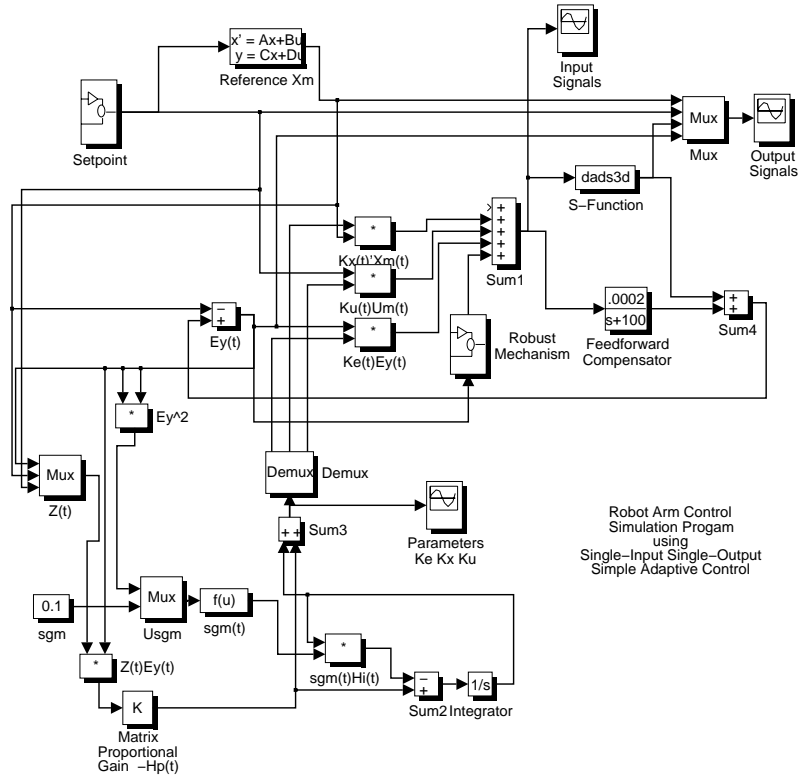 x' = Ax+Bu
y = Cx+Du
Reference Xm
Input
Signals
Setpoint
Mux
Mux
Output
Signals
dads3d
S−Function
*
Kx(t)'Xm(t)
+
+
+
+
+
Sum1
*
Ku(t)Um(t)
.0002
s+100
Feedforward
Compensator
+
+
Sum4
−
+
Ey(t)
*
Ke(t)Ey(t)
Robust
Mechanism
*
Ey^2
Mux
Z(t)
Demux
Demux
+ +
Sum3
Parameters
Ke Kx Ku
Robot Arm Control
Simulation Progam
using
Single−Input Single−Output
Simple Adaptive Control
0.1
sgm
Mux
Usgm
f(u)
sgm(t)
*
Z(t)Ey(t)
*
sgm(t)Hi(t)
−
+
Sum2
1/s
Integrator
K
Matrix
Proportional
Gain −Hp(t)